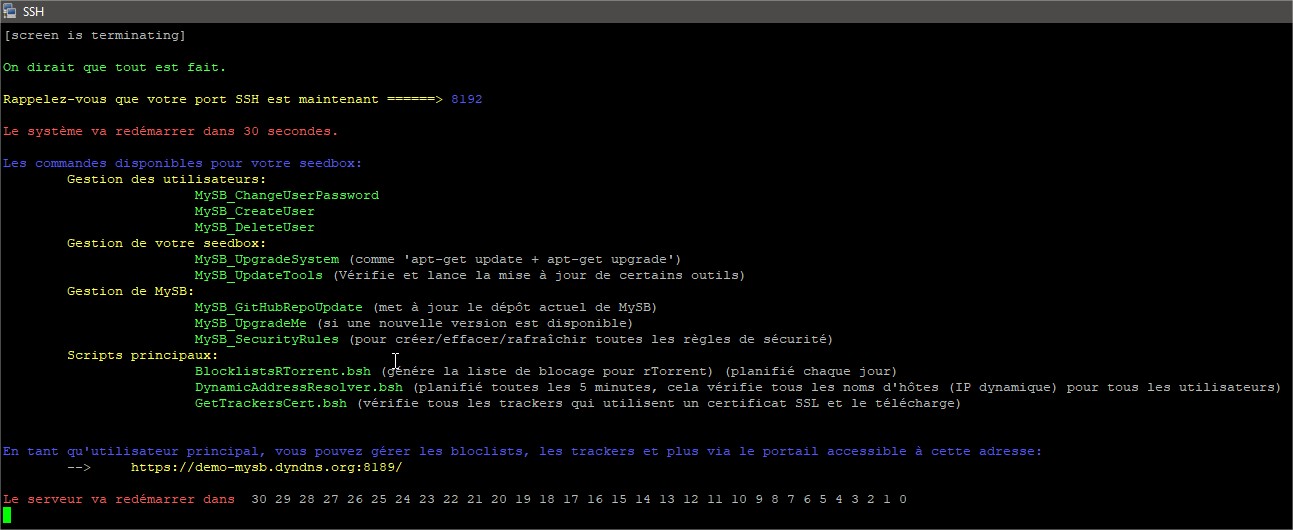 SSH
[screen is terminating]
On dirait que tout est fait.
Rappelez-vous que votre port SSH est maintenant ======> 8192
Le système va redémarrer dans 30 secondes.
Les commandes disponibles pour votre seedbox:
Gestion des utilisateurs:
MySB_ChangeUserPassword
MySB_CreateUser
MySB_DeleteUser
Gestion de votre seedbox:
MySB_UpgradeSystem (comme 'apt-get update + apt-get upgrade')
MySB_UpdateTools (Vérifie et lance la mise à jour de certains outils)
Gestion de MySB:
MySB_GitHubRepoUpdate (met à jour le dépôt actuel de MySB)
MySB_UpgradeMe (si une nouvelle version est disponible)
MySB_SecurityRules (pour créer/effacer/rafraîchir toutes les règles de sécurité)
Scripts principaux:
BlocklistsRTorrent.bsh (génére la liste de blocage pour rTorrent) (planifié chaque jour)
DynamicAddressResolver.bsh (planifié toutes les 5 minutes, cela vérifie tous les noms d'hôtes (IP dynamique) pour tous les utilisateurs)
GetTrackersCert.bsh (vérifie tous les trackers qui utilisent un certificat SSL et le télécharge)
En tant qu'utilisateur principal, vous pouvez gérer les bloclists, les trackers et plus via le portail accessible à cette adresse:
--> https://demo-mysb.dyndns.org:8189/
Le serveur va redémarrer dans 30 29 28 27 26 25 24 23 22 21 20 19 18 17 16 15 14 13 12 11 10 9 8 7 6 5 4 3 2 1 0